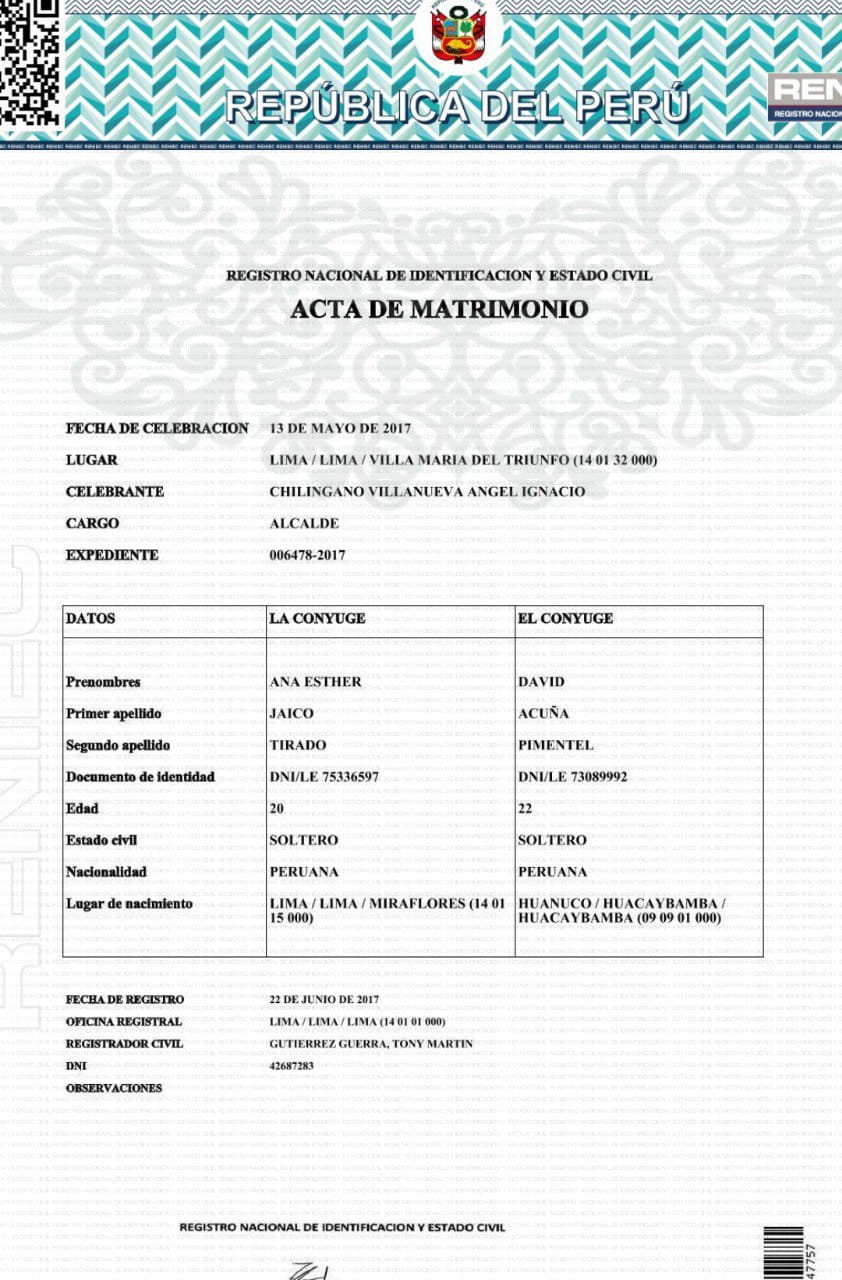 REPÚBLICA DEL PERÚ
REN
REGISTRO NACION
REGISTRO NACIONAL DE IDENTIFICACION Y ESTADO CIVIL
ACTA DE MATRIMONIO
FECHA DE CELEBRACION 13 DE MAYO DE 2017
LUGAR LIMA / LIMA / VILLA MARIA DEL TRIUNFO (14 01 32 000)
CELEBRANTE CHILINGANO VILLANUEVA ANGEL IGNACIO
CARGO ALCALDE
EXPEDIENTE 006478-2017
DATOS LA CONYUGE EL CONYUGE
Prenombres ANA ESTHER DAVID
Primer apellido JAICO ACUÑA
Segundo apellido TIRADO PIMENTEL
Documento de identidad DNI/LE 75336597 DNI/LE 73089992
Edad 20 22
Estado civil SOLTERO SOLTERO
Nacionalidad PERUANA PERUANA
Lugar de nacimiento LIMA / LIMA / MIRAFLORES (14 01 HUANUCO / HUACAYBAMBA /
15 000) HUACAYBAMBA (09 09 01 000)
RENIEC
FECHA DE REGISTRO 22 DE JUNIO DE 2017
OFICINA REGISTRAL LIMA / LIMA / LIMA (14 01 01 000)
REGISTRADOR CIVIL GUTIERREZ GUERRA, TONY MARTIN
DNI 42687283
OBSERVACIONES
REGISTRO NACIONAL DE IDENTIFICACION Y ESTADO CIVIL
47757